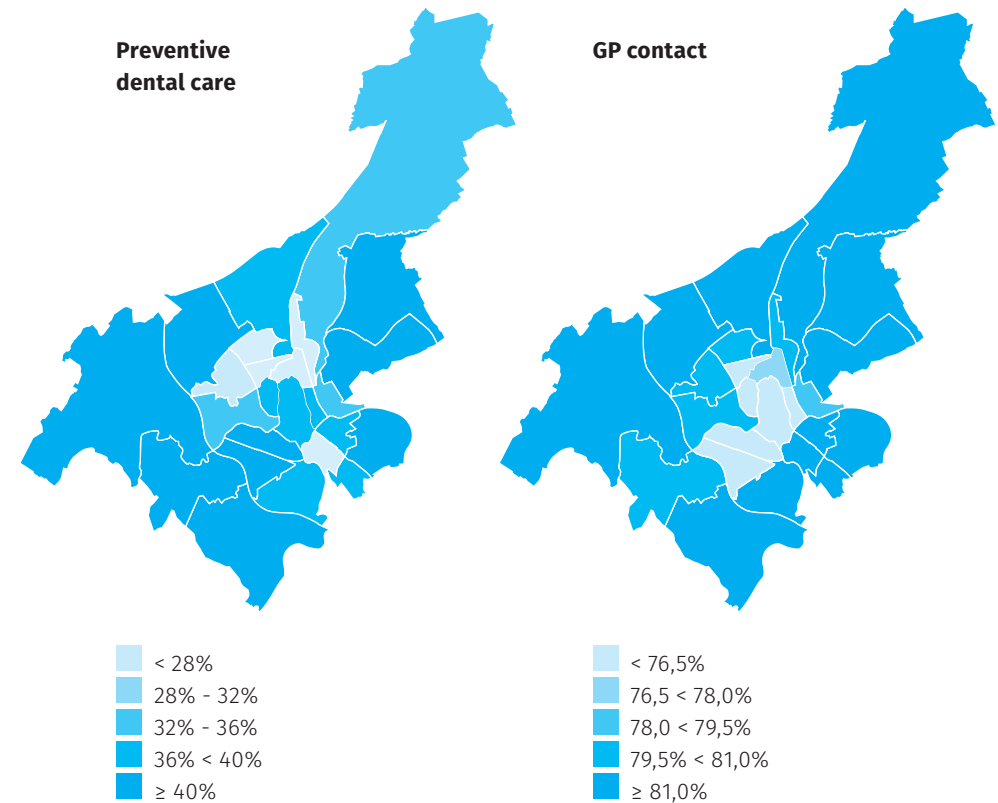 Preventive
dental care
GP contact
< 28%
28% - 32%
32% - 36%
36% < 40%
≥ 40%
< 76,5%
76,5 < 78,0%
78,0 < 79,5%
79,5% < 81,0%
≥ 81,0%